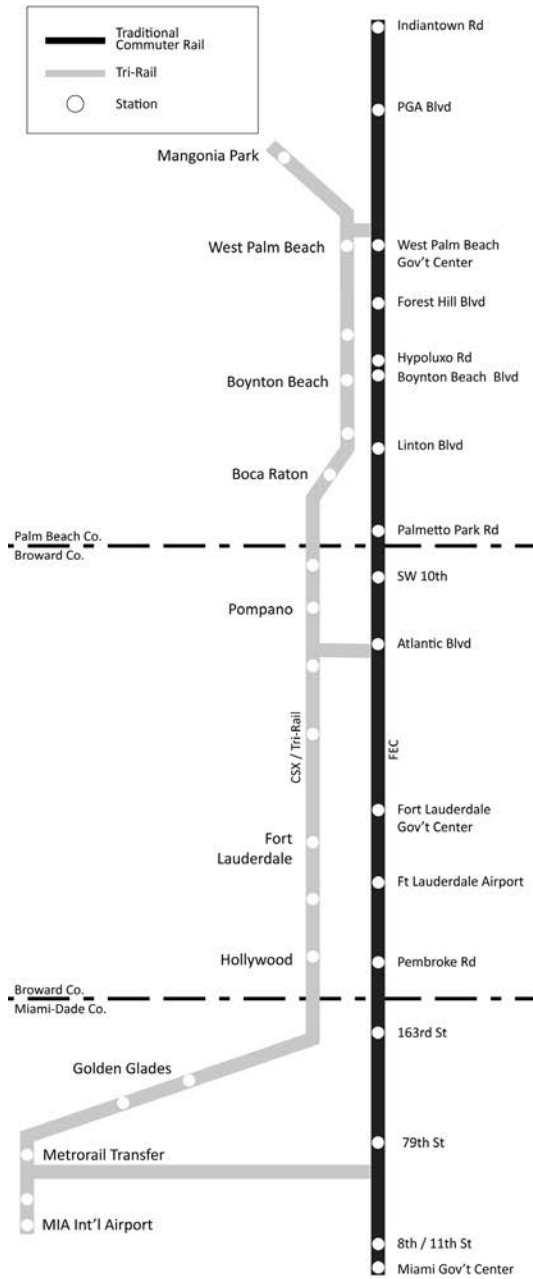 Traditional
Commuter Rail
Tri-Rail
Station
Indiantown Rd
PGA Blvd
Mangonia Park
West Palm Beach
West Palm Beach
Gov't Center
Forest Hill Blvd
Hypoluxo Rd
Boynton Beach
Boynton Beach Blvd
Linton Blvd
Boca Raton
Palmetto Park Rd
Palm Beach Co.
Broward Co.
SW 10th
Pompano
Atlantic Blvd
CSX / Tri-Rail
FEC
Fort Lauderdale
Gov't Center
Fort
Lauderdale
Ft Lauderdale Airport
Hollywood
Pembroke Rd
Broward Co.
Miami-Dade Co.
163rd St
Golden Glades
79th St
Metrorail Transfer
MIA Int'l Airport
8th / 11th St
Miami Gov't Center